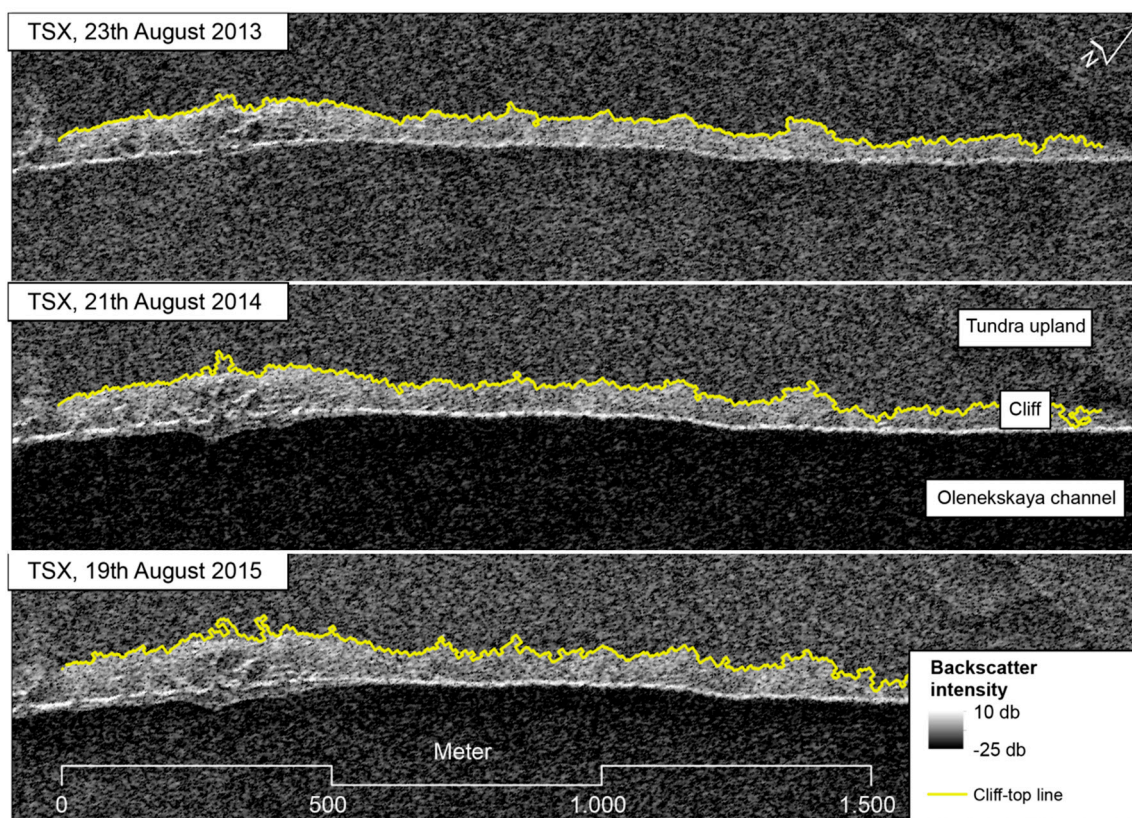 TSX, 23th August 2013
N
TSX, 21th August 2014
Tundra upland
Cliff
Olenekskaya channel
TSX, 19th August 2015
Meter
0
500
1.000
1.500
Backscatter
intensity
10 db
-25 db
Cliff-top line